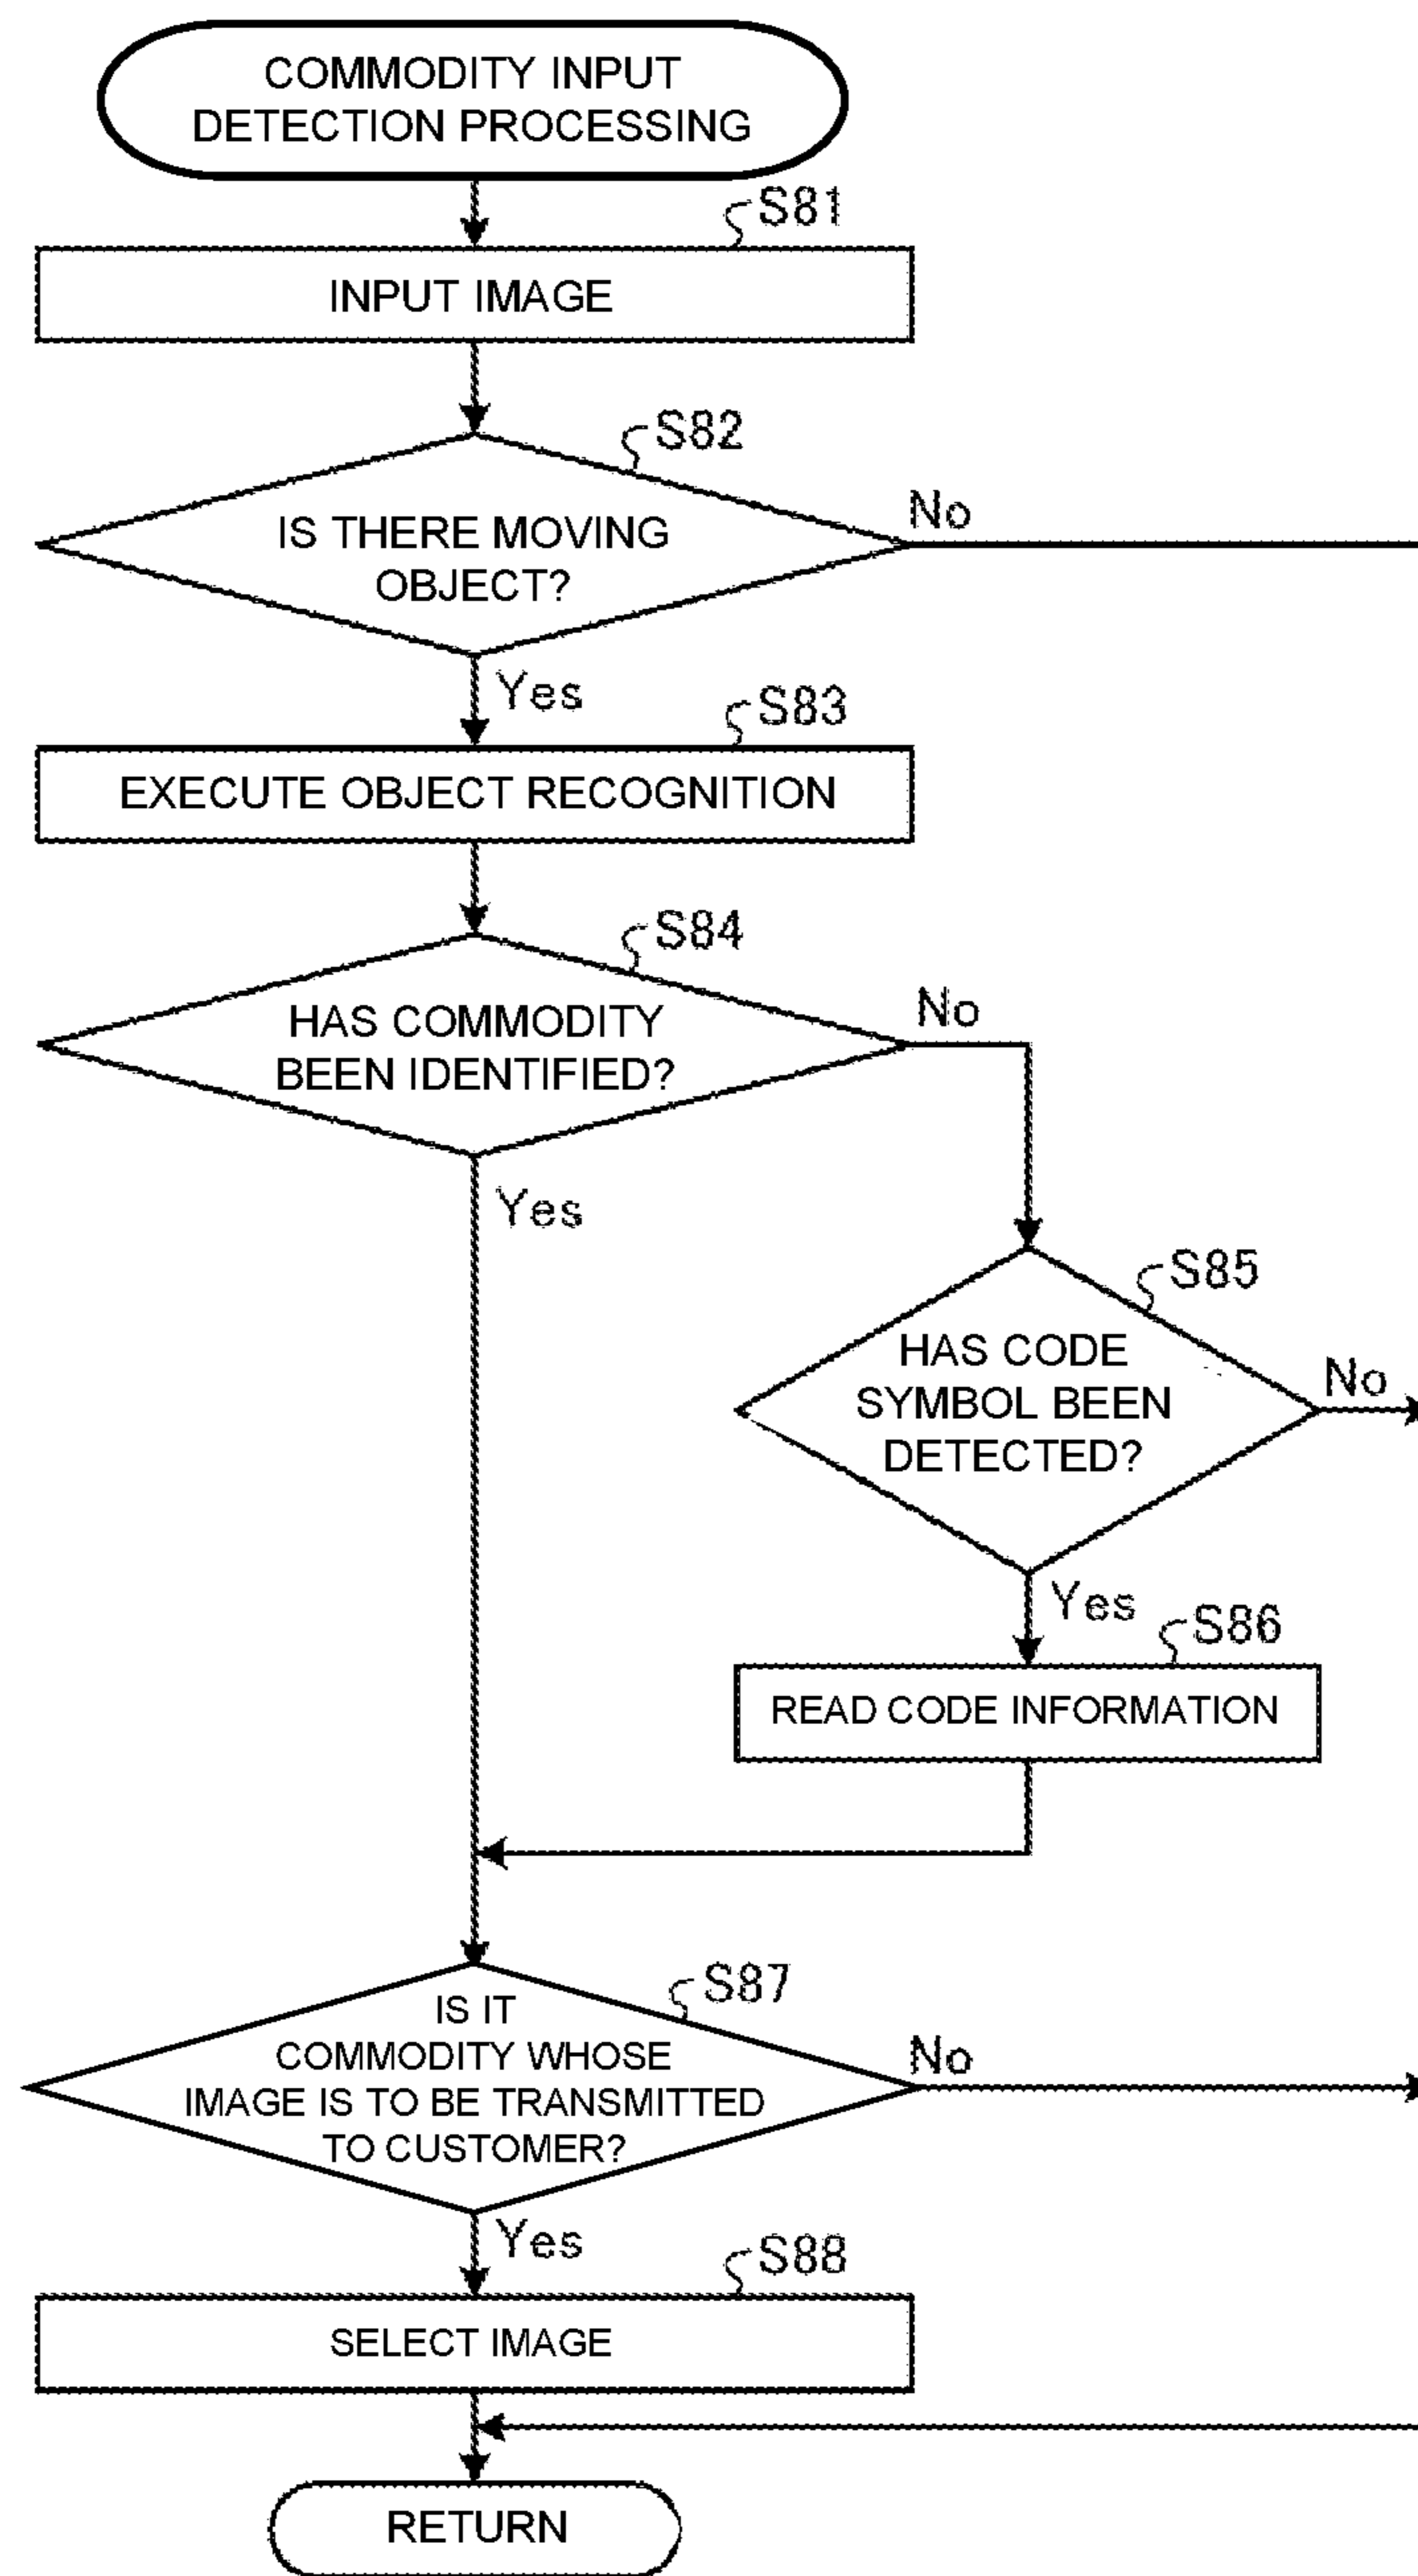 COMMODITY INPUT
DETECTION PROCESSING
S81
INPUT IMAGE
S82
IS THERE MOVING
OBJECT?
No
Yes
S83
EXECUTE OBJECT RECOGNITION
S84
HAS COMMODITY
BEEN IDENTIFIED?
No
Yes
S85
HAS CODE
SYMBOL BEEN
DETECTED?
No
Yes
S86
READ CODE INFORMATION
S87
IS IT
COMMODITY WHOSE
IMAGE IS TO BE TRANSMITTED
TO CUSTOMER?
No
Yes
S88
SELECT IMAGE
RETURN